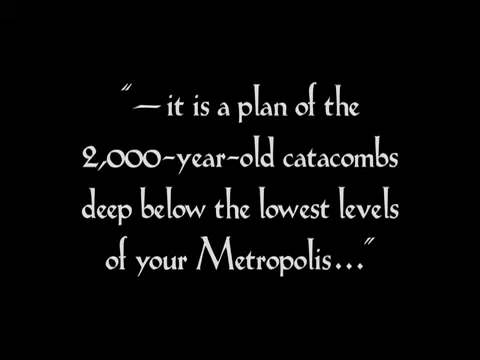 “—it is a plan of the
2,000-year-old catacombs
deep below the lowest levels
of your Metropolis...”